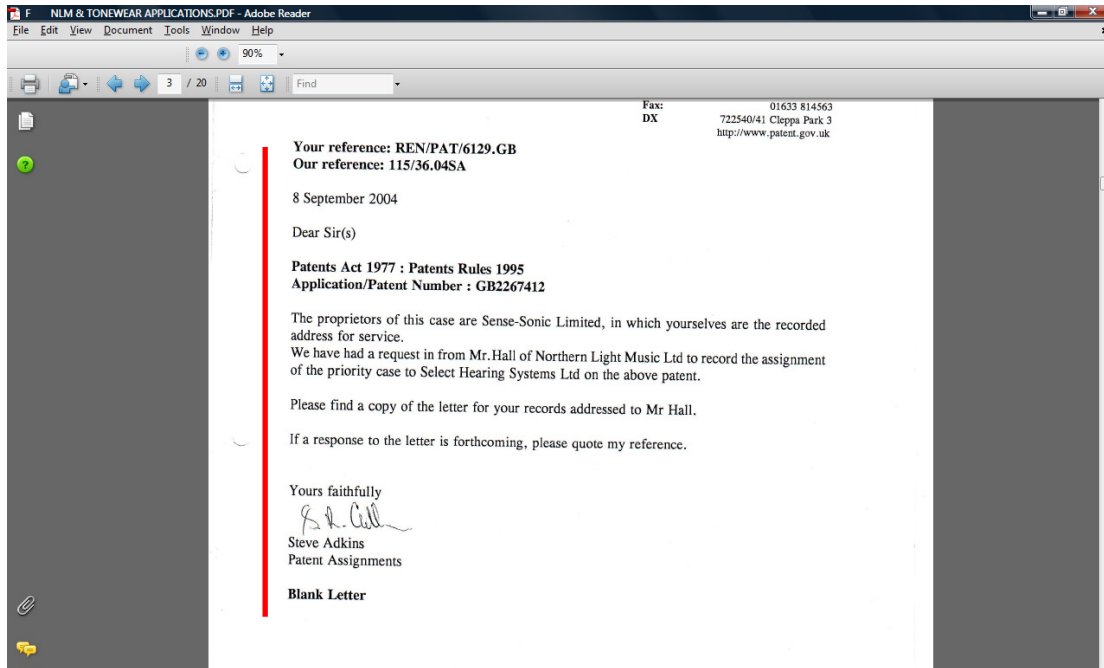 F NLM & TONEWEAR APPLICATIONS.PDF - Adobe Reader
File Edit View Document Tools Window Help
90%
3 / 20 Find
Fax: 01633 814563
DX 722540/41 Cleppa Park 3
http://www.patent.gov.uk
Your reference: REN/PAT/6129.GB
Our reference: 115/36.04SA
8 September 2004
Dear Sir(s)
Patents Act 1977 : Patents Rules 1995
Application/Patent Number : GB2267412
The proprietors of this case are Sense-Sonic Limited, in which yourselves are the recorded
address for service.
We have had a request in from Mr.Hall of Northern Light Music Ltd to record the assignment
of the priority case to Select Hearing Systems Ltd on the above patent.
Please find a copy of the letter for your records addressed to Mr Hall.
If a response to the letter is forthcoming, please quote my reference.
Yours faithfully
Steve Adkins
Patent Assignments
Blank Letter